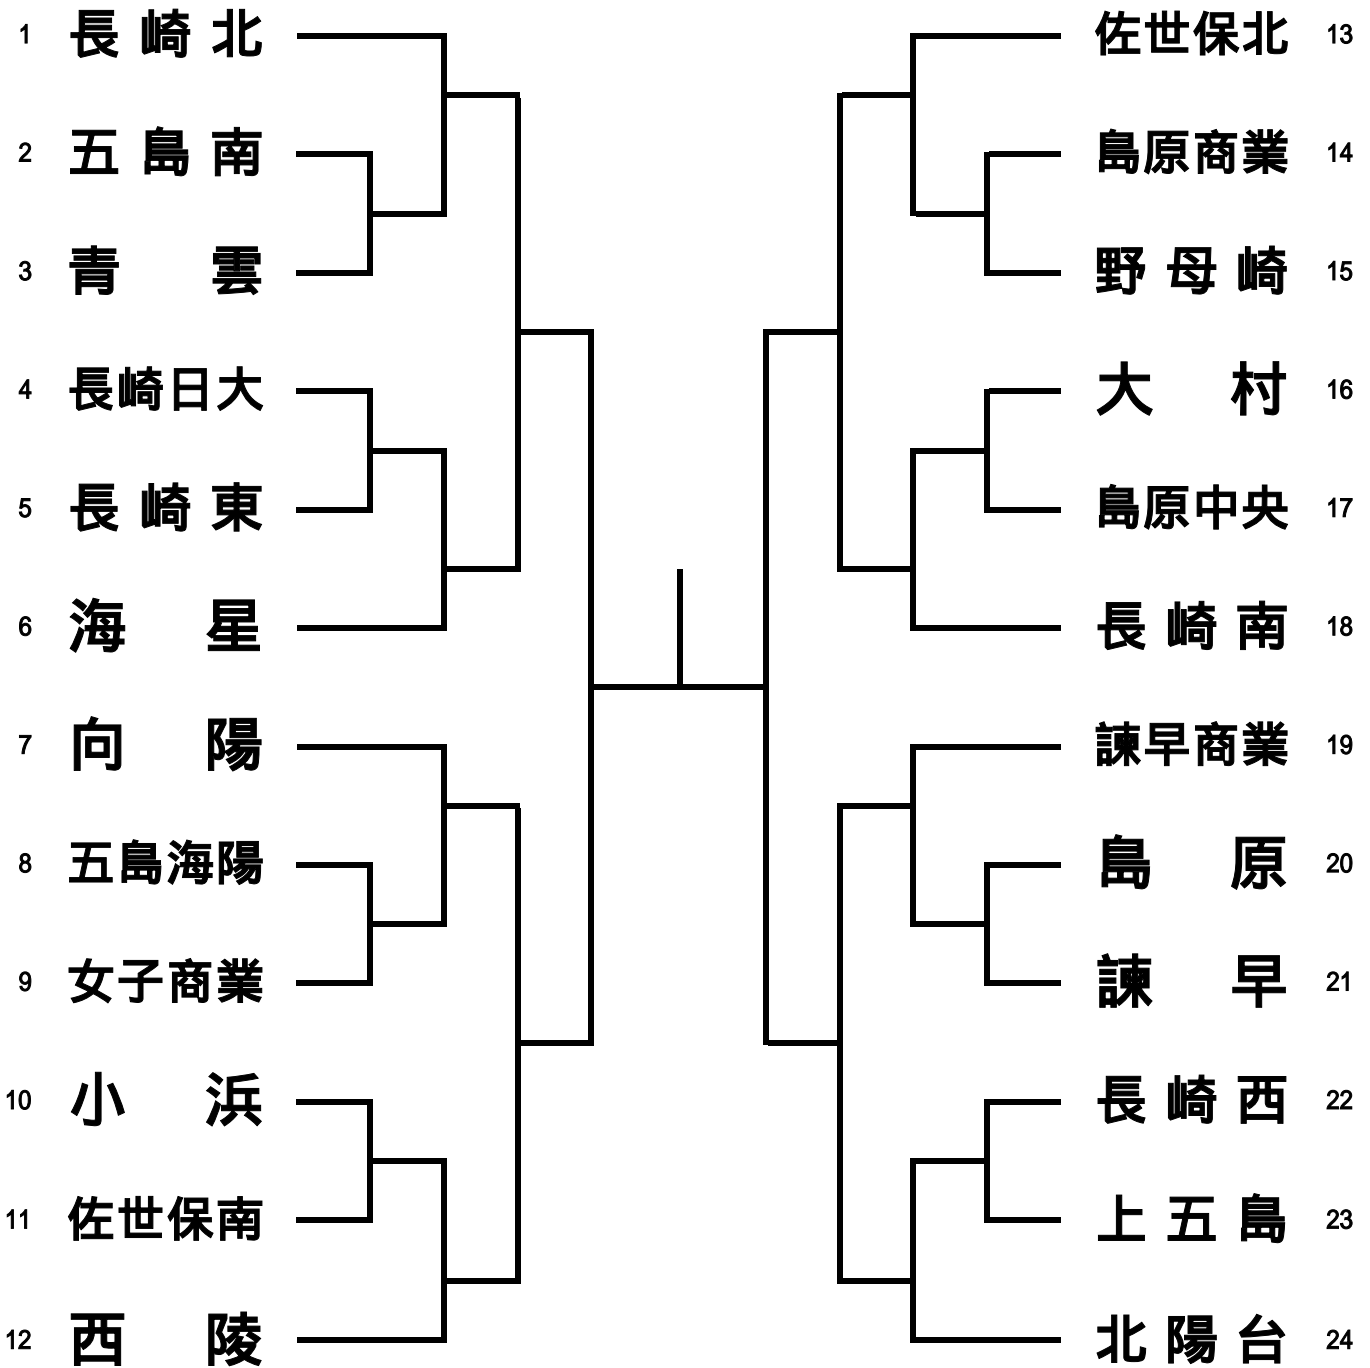 1 長崎北
2 五島南
3 青雲
4 長崎日大
5 長崎東
6 海星
7 向陽
8 五島海陽
9 女子商業
10 小浜
11 佐世保南
12 西陵
佐世保北 13
島原商業 14
野母崎 15
大村 16
島原中央 17
長崎南 18
諫早商業 19
島原 20
諫早 21
長崎西 22
上五島 23
北陽台 24